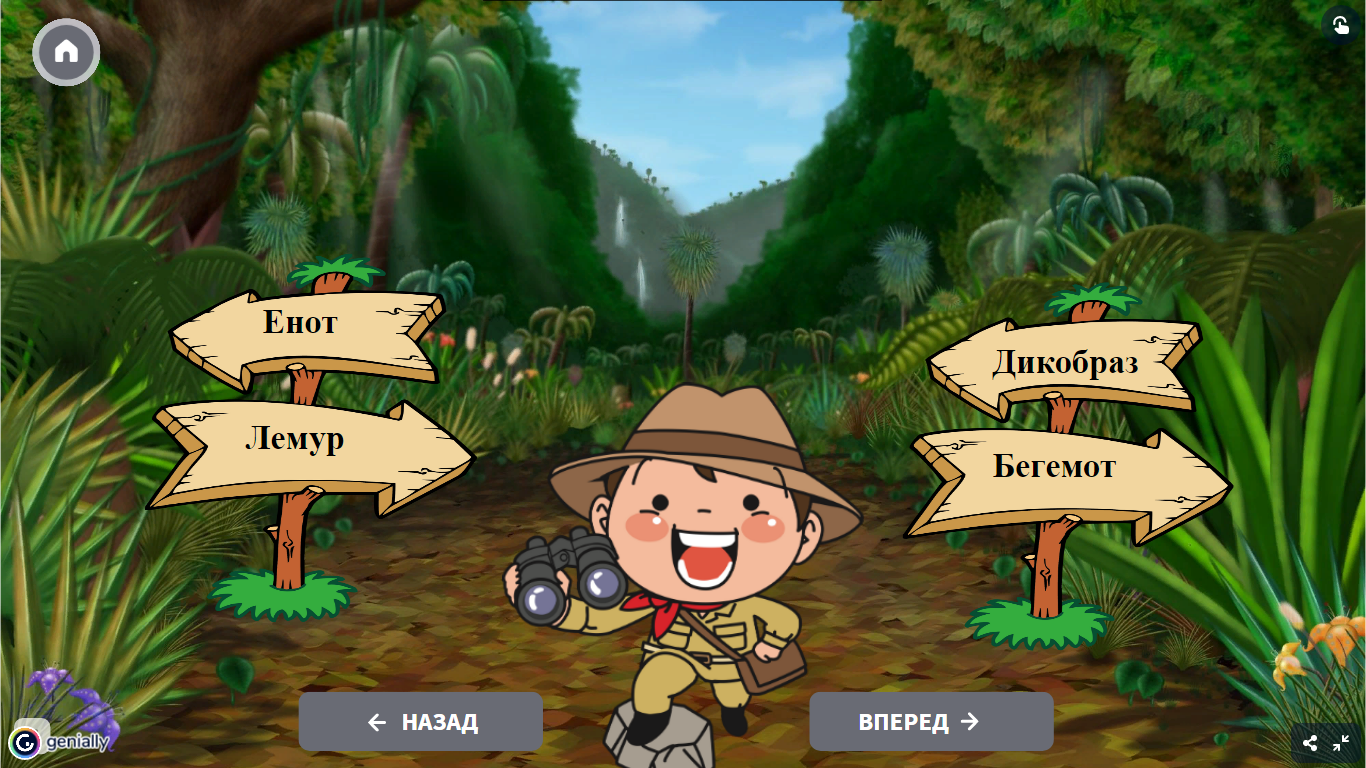 Енот
Лемур
Дикобраз
Бегемот
НАЗАД
ВПЕРЕД
genially